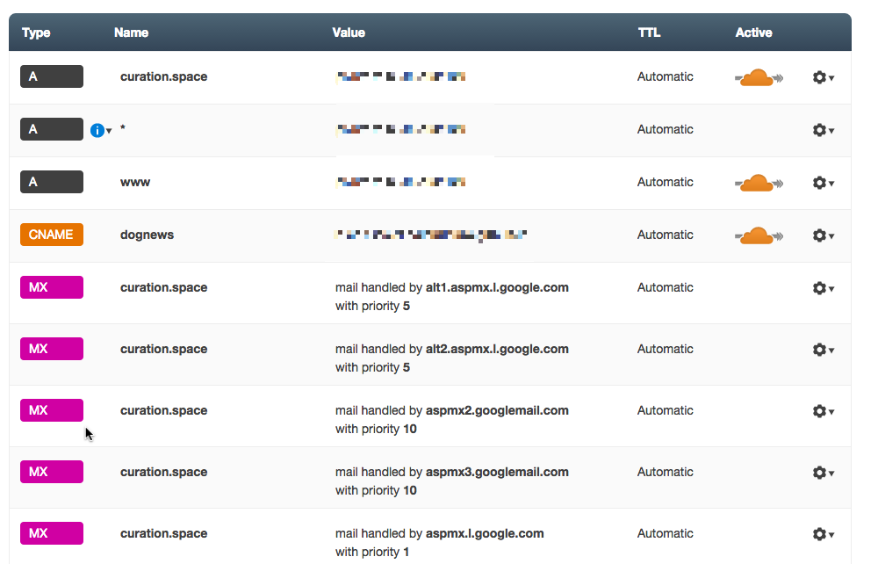 Type Name Value TTL Active
A curation.space Automatic
A i * Automatic
A www Automatic
CNAME dognews Automatic
MX curation.space mail handled by alt1.aspmx.l.google.com Automatic
with priority 5
MX curation.space mail handled by alt2.aspmx.l.google.com Automatic
with priority 5
MX curation.space mail handled by aspmx2.googlemail.com Automatic
with priority 10
MX curation.space mail handled by aspmx3.googlemail.com Automatic
with priority 10
MX curation.space mail handled by aspmx.l.google.com Automatic
with priority 1